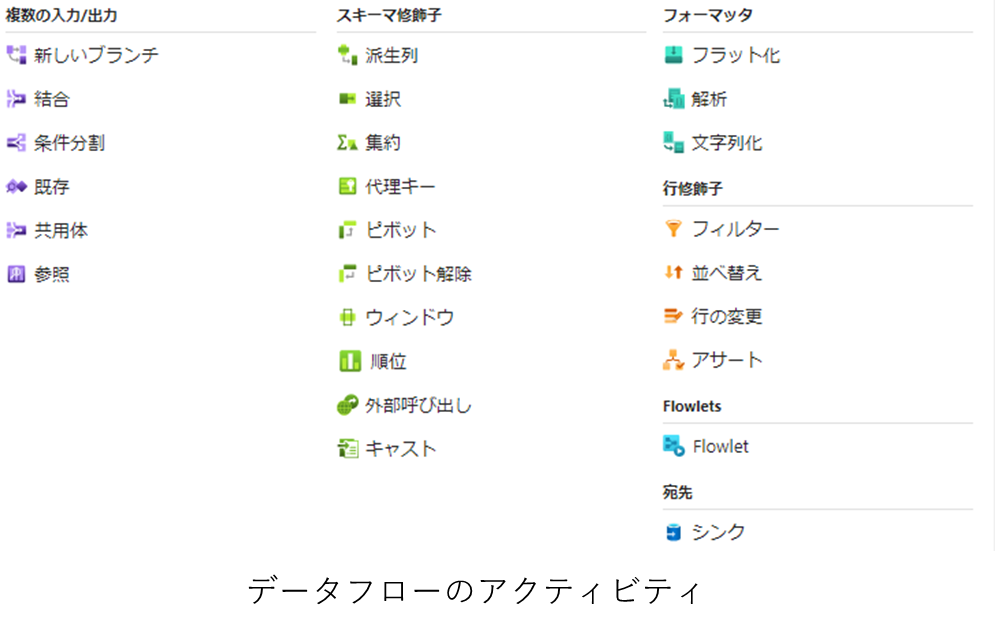 複数の入力/出力
新しいブランチ
結合
条件分割
既存
共用体
参照
スキーマ修飾子
派生列
選択
集約
代理キー
ピボット
ピボット解除
ウィンドウ
順位
外部呼び出し
キャスト
フォーマッタ
フラット化
解析
文字列化
行修飾子
フィルター
並べ替え
行の変更
アサート
Flowlets
Flowlet
宛先
シンク
データフローのアクティビティ